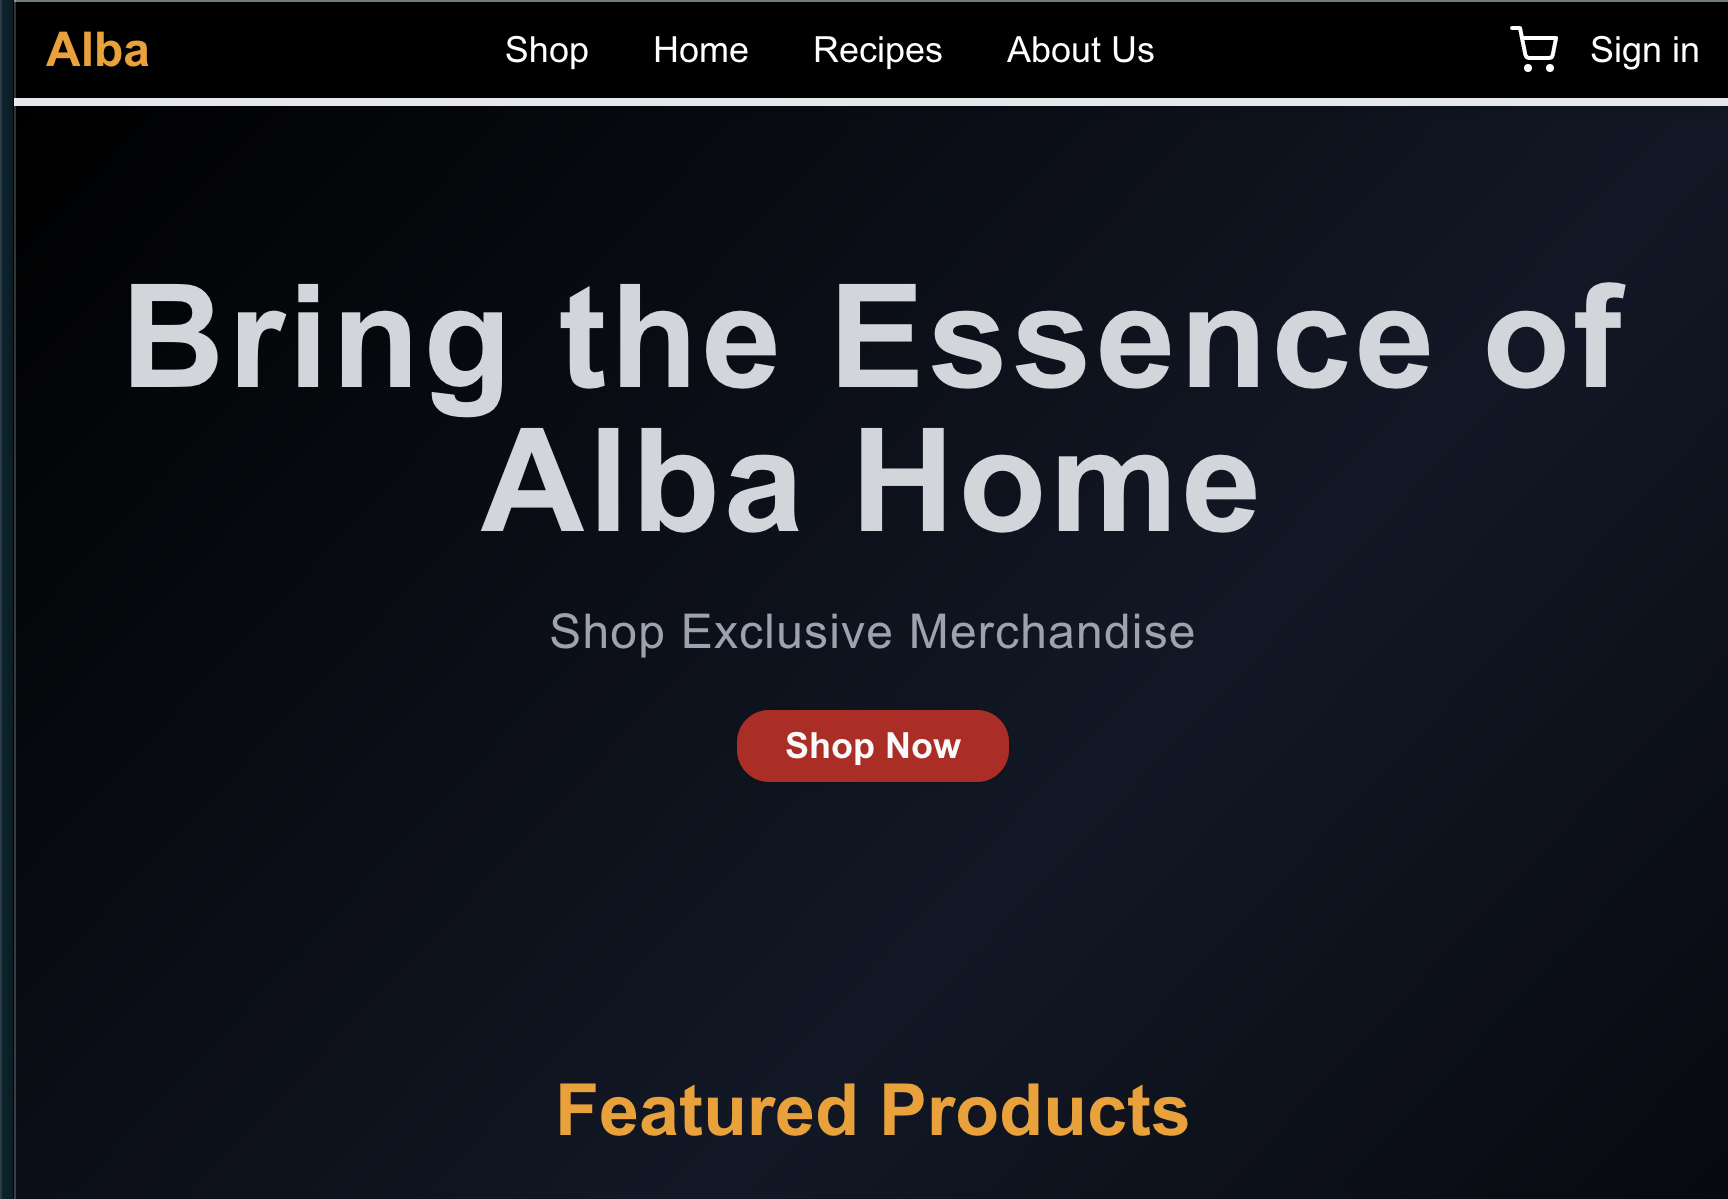 Alba
Shop Home Recipes About Us
Sign in
Bring the Essence of
Alba Home
Shop Exclusive Merchandise
Shop Now
Featured Products